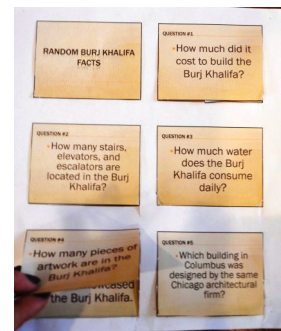 RANDOM BURJ KHALIFA
FACTS
QUESTION #1
How much did it
cost to build the
Burj Khalifa?
QUESTION #2
How many stairs,
elevators, and
escalators are
located in the Burj
Khalifa?
QUESTION #3
How much water
does the Burj
Khalifa consume
daily?
QUESTION #4
How many pieces of
artwork are in the
Burj Khalifa?
the Burj Khalifa.
QUESTION #5
Which building in
Columbus was
designed by the same
Chicago architectural
firm?